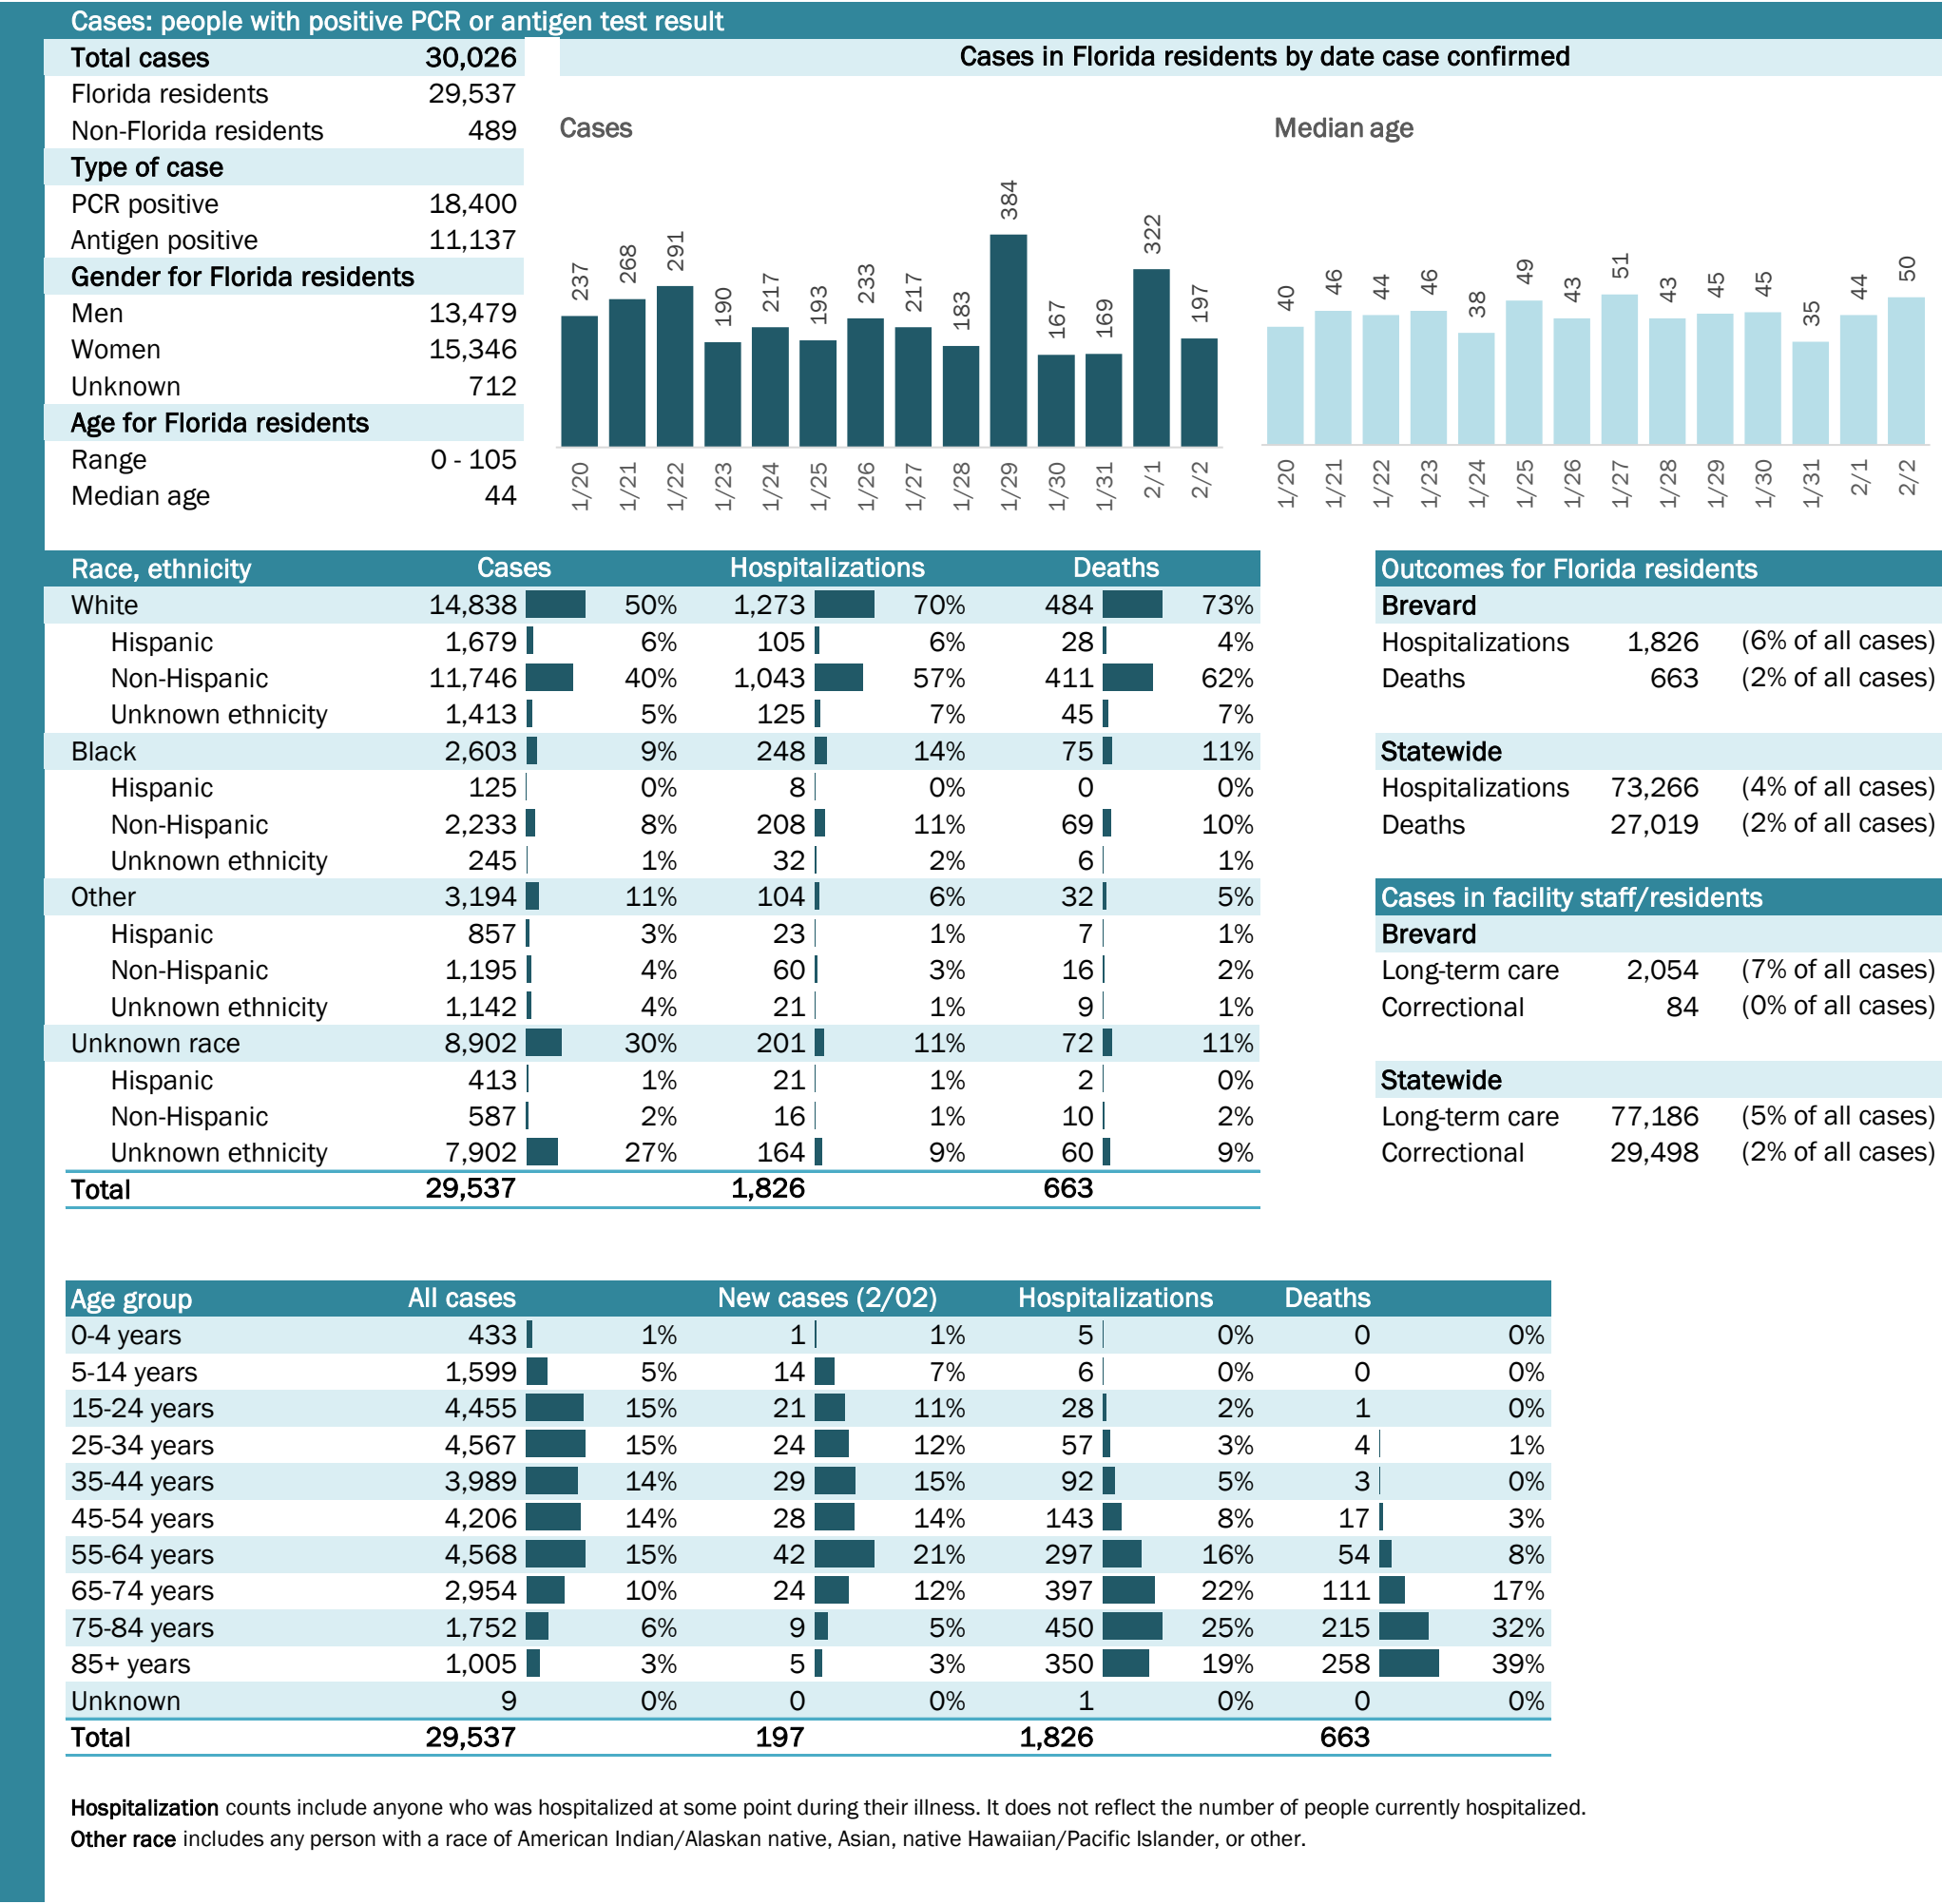 Cases: people with positive PCR or antigen test result
Total cases 30,026
Florida residents 29,537
Non-Florida residents 489
Type of case
PCR positive 18,400
Antigen positive 11,137
Gender for Florida residents
Men 13,479
Women 15,346
Unknown 712
Age for Florida residents
Range 0 - 105
Median age 44
Cases in Florida residents by date case confirmed
Cases
237 268 291 190 217 193 233 217 183 384 167 169 322 197
1/20 1/21 1/22 1/23 1/24 1/25 1/26 1/27 1/28 1/29 1/30 1/31 2/1 2/2
Median age
40 46 44 46 38 49 43 51 43 45 45 35 44 50
1/20 1/21 1/22 1/23 1/24 1/25 1/26 1/27 1/28 1/29 1/30 1/31 2/1 2/2
Race, ethnicity Cases Hospitalizations Deaths
White 14,838 50% 1,273 70% 484 73%
Hispanic 1,679 6% 105 6% 28 4%
Non-Hispanic 11,746 40% 1,043 57% 411 62%
Unknown ethnicity 1,413 5% 125 7% 45 7%
Black 2,603 9% 248 14% 75 11%
Hispanic 125 0% 8 0% 0 0%
Non-Hispanic 2,233 8% 208 11% 69 10%
Unknown ethnicity 245 1% 32 2% 6 1%
Other 3,194 11% 104 6% 32 5%
Hispanic 857 3% 23 1% 7 1%
Non-Hispanic 1,195 4% 60 3% 16 2%
Unknown ethnicity 1,142 4% 21 1% 9 1%
Unknown race 8,902 30% 201 11% 72 11%
Hispanic 413 1% 21 1% 2 0%
Non-Hispanic 587 2% 16 1% 10 2%
Unknown ethnicity 7,902 27% 164 9% 60 9%
Total 29,537 1,826 663
Outcomes for Florida residents
Brevard
Hospitalizations 1,826 (6% of all cases)
Deaths 663 (2% of all cases)
Statewide
Hospitalizations 73,266 (4% of all cases)
Deaths 27,019 (2% of all cases)
Cases in facility staff/residents
Brevard
Long-term care 2,054 (7% of all cases)
Correctional 84 (0% of all cases)
Statewide
Long-term care 77,186 (5% of all cases)
Correctional 29,498 (2% of all cases)
Age group All cases New cases (2/02) Hospitalizations Deaths
0-4 years 433 1% 1 1% 5 0% 0 0%
5-14 years 1,599 5% 14 7% 6 0% 0 0%
15-24 years 4,455 15% 21 11% 28 2% 1 0%
25-34 years 4,567 15% 24 12% 57 3% 4 1%
35-44 years 3,989 14% 29 15% 92 5% 3 0%
45-54 years 4,206 14% 28 14% 143 8% 17 3%
55-64 years 4,568 15% 42 21% 297 16% 54 8%
65-74 years 2,954 10% 24 12% 397 22% 111 17%
75-84 years 1,752 6% 9 5% 450 25% 215 32%
85+ years 1,005 3% 5 3% 350 19% 258 39%
Unknown 9 0% 0 0% 1 0% 0 0%
Total 29,537 197 1,826 663
Hospitalization counts include anyone who was hospitalized at some point during their illness. It does not reflect the number of people currently hospitalized.
Other race includes any person with a race of American Indian/Alaskan native, Asian, native Hawaiian/Pacific Islander, or other.